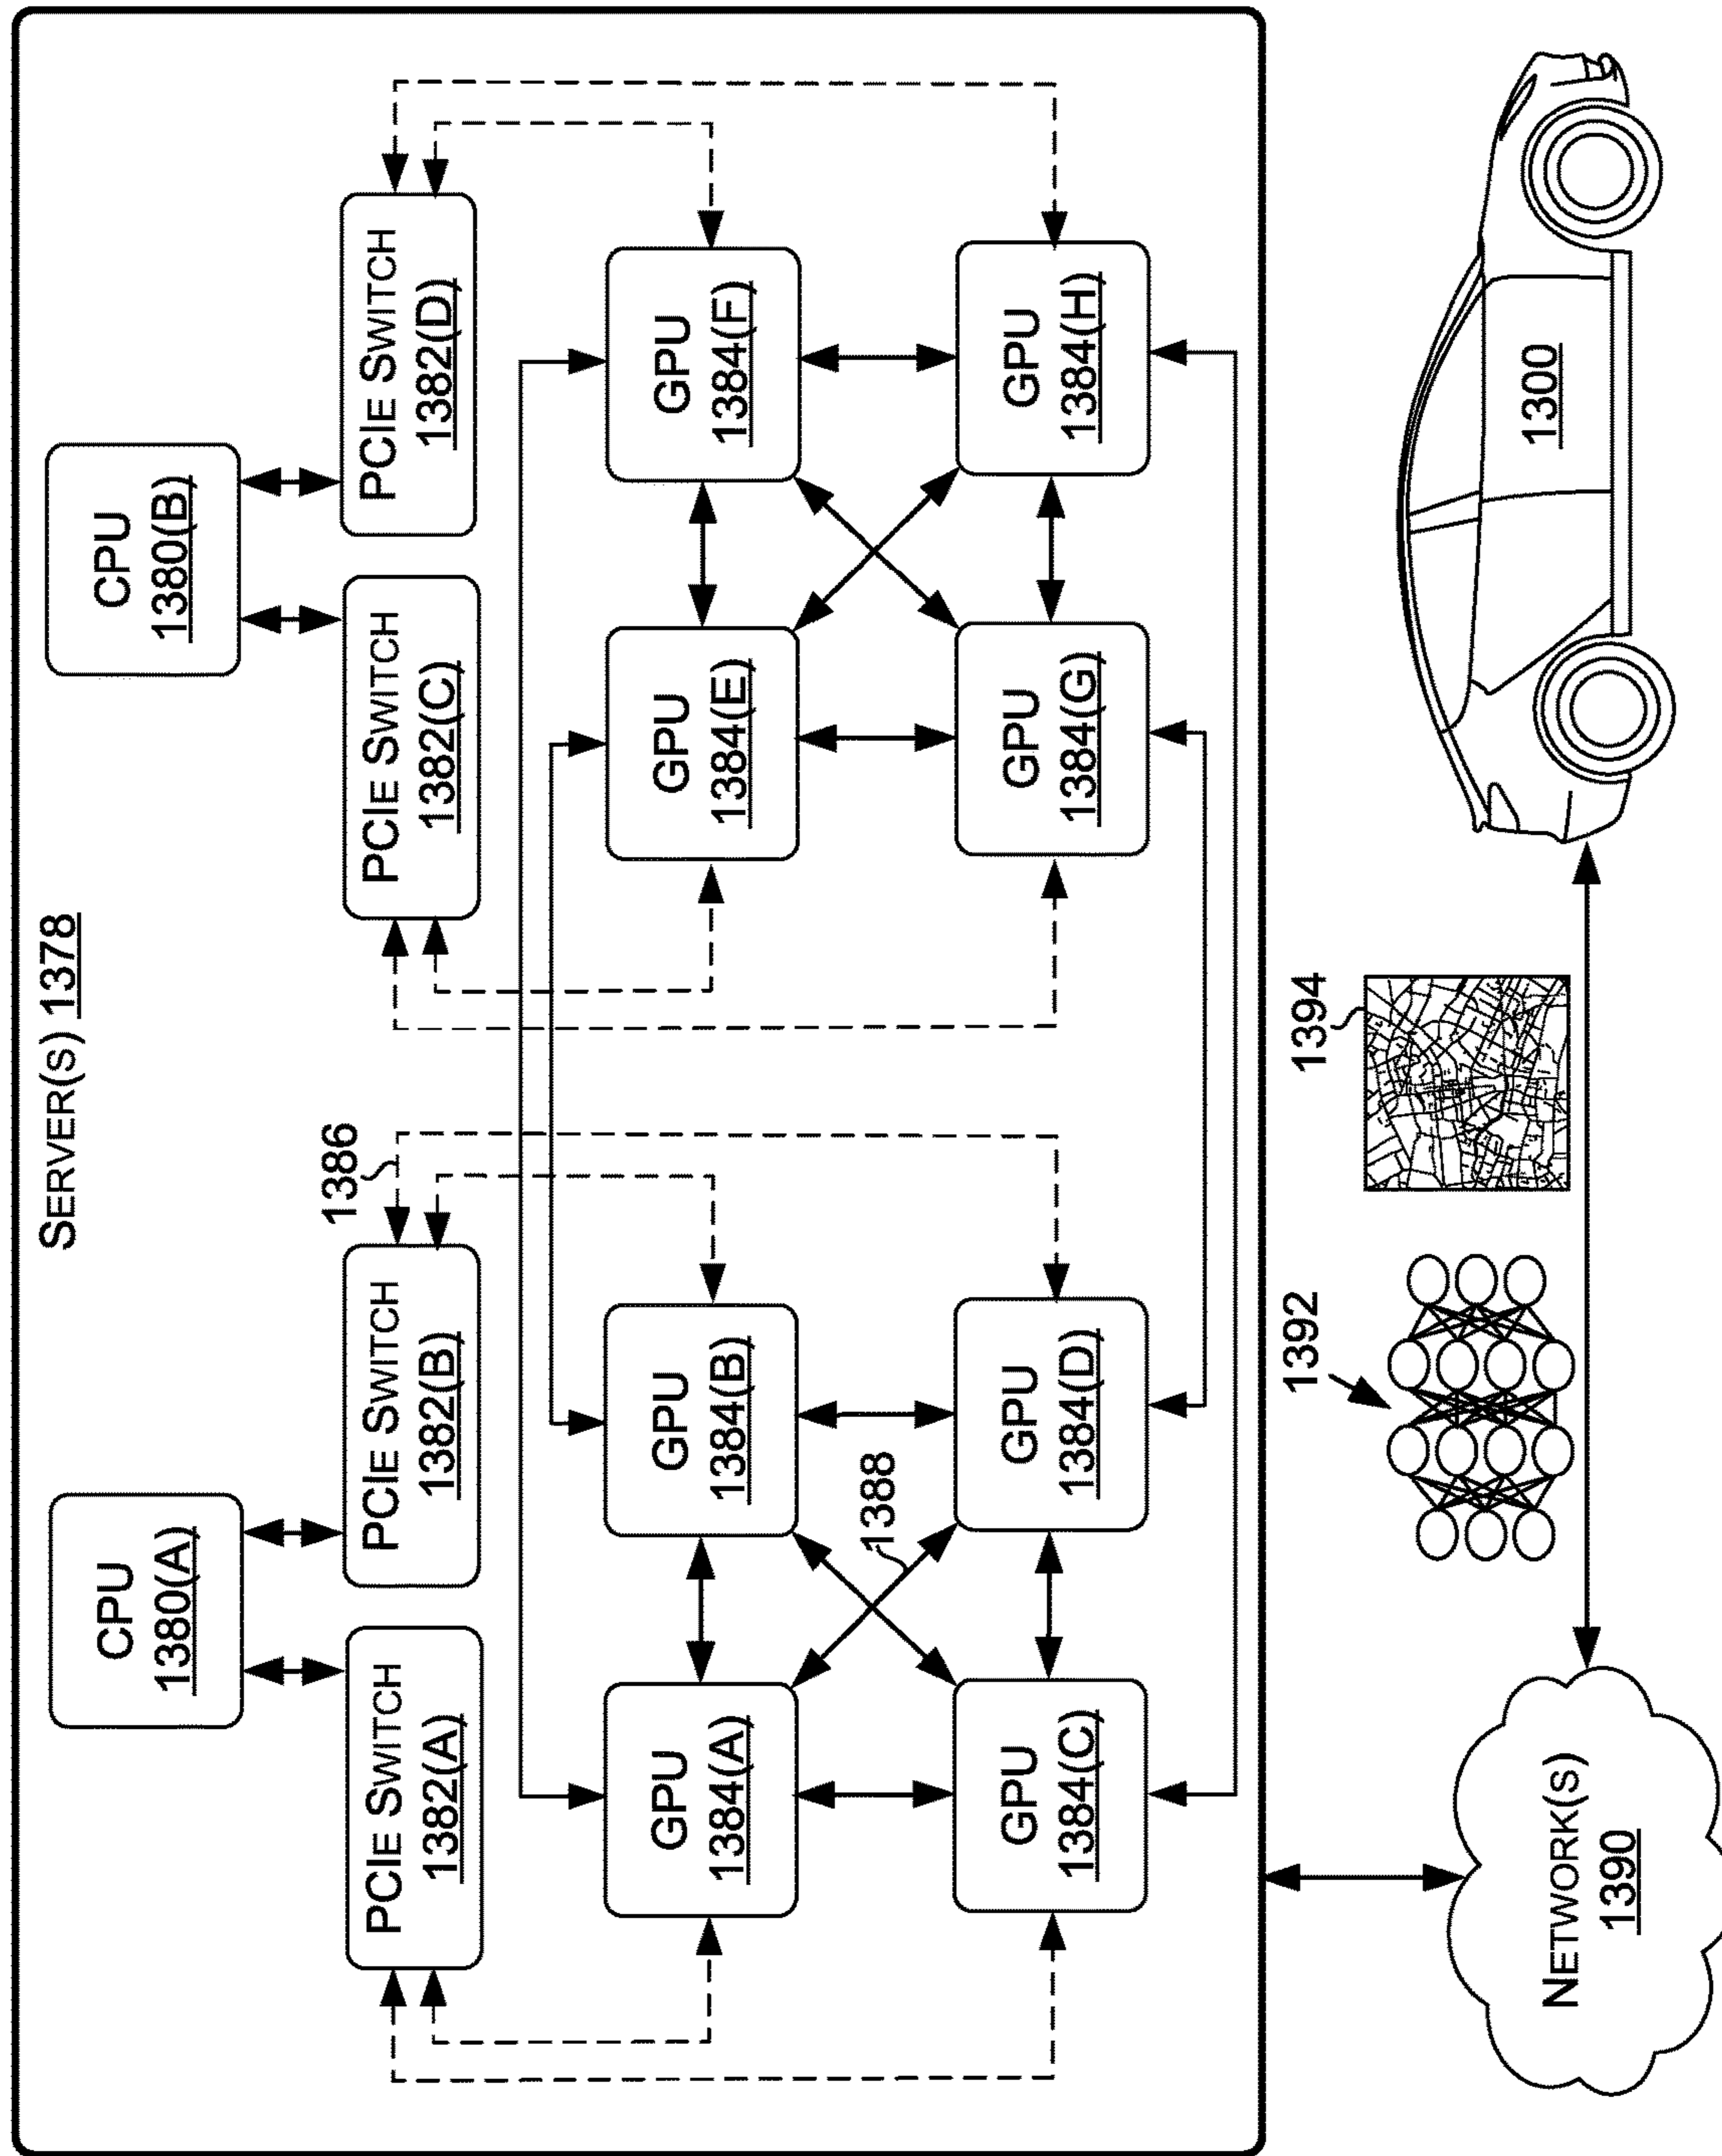 SERVER(S) 1378
CPU
1380(A)
CPU
1380(B)
PCIE SWITCH
1382(A)
PCIE SWITCH
1382(B)
PCIE SWITCH
1382(C)
PCIE SWITCH
1382(D)
1386
GPU
1384(A)
GPU
1384(B)
GPU
1384(E)
GPU
1384(F)
1388
GPU
1384(C)
GPU
1384(D)
GPU
1384(G)
GPU
1384(H)
NETWORK(S)
1390
1392
1394
1300